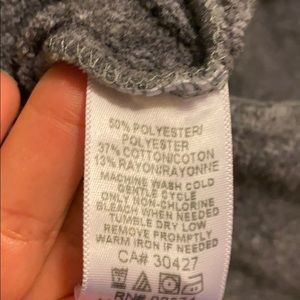 POLYESTER/
POLYESTER
37% COTTON/COTON
13% RAYON/RAYONNE
MACHINE WASH COLD
GENTLE CYCLE
ONLY NON-CHLORINE
BLEACH WHEN NEEDED
TUMBLE DRY LOW
REMOVE PROMPTLY
WARM IRON IF NEEDED
CA# 30427
RN#